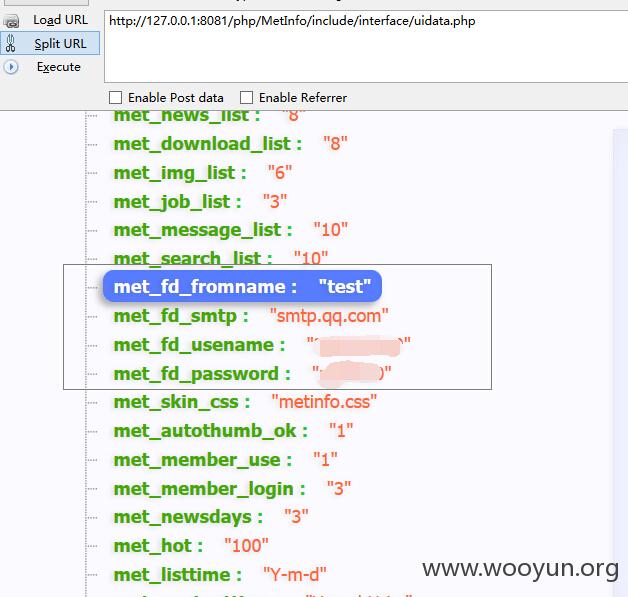 Load URL
http://127.0.0.1:8081/php/MetInfo/include/interface/uidata.php
Split URL
Execute
Enable Post data
Enable Referrer
met_news_list : "8"
met_download_list : "8"
met_img_list : "6"
met_job_list : "3"
met_message_list : "10"
met_search_list : "10"
met_fd_fromname : "test"
met_fd_smtp : "smtp.qq.com"
met_fd_usename :
met_fd_password :
met_skin_css : "metinfo.css"
met_autothumb_ok : "1"
met_member_use : "1"
met_member_login : "3"
met_newsdays : "3"
met_hot : "100"
met_listtime : "Y-m-d"
www.wooyun.org